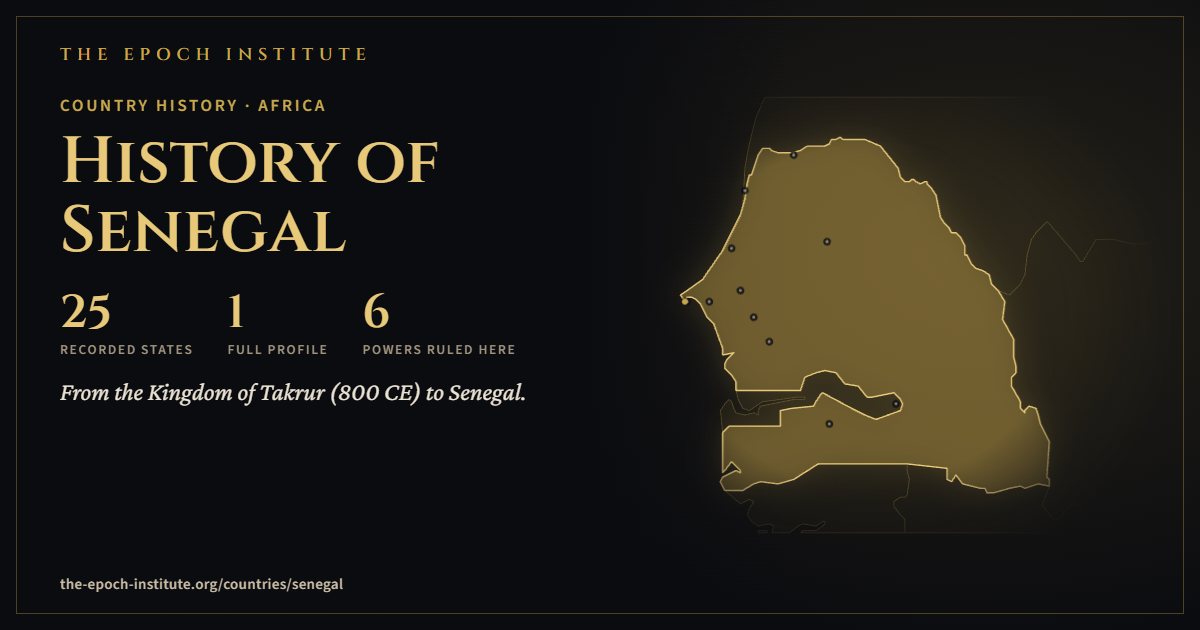 THE EPOCH INSTITUTE
COUNTRY HISTORY · AFRICA
HISTORY OF
SENEGAL
25 1 6
RECORDED STATES FULL PROFILE POWERS RULED HERE
From the Kingdom of Takrur (800 CE) to Senegal.
the-epoch-institute.org/countries/senegal